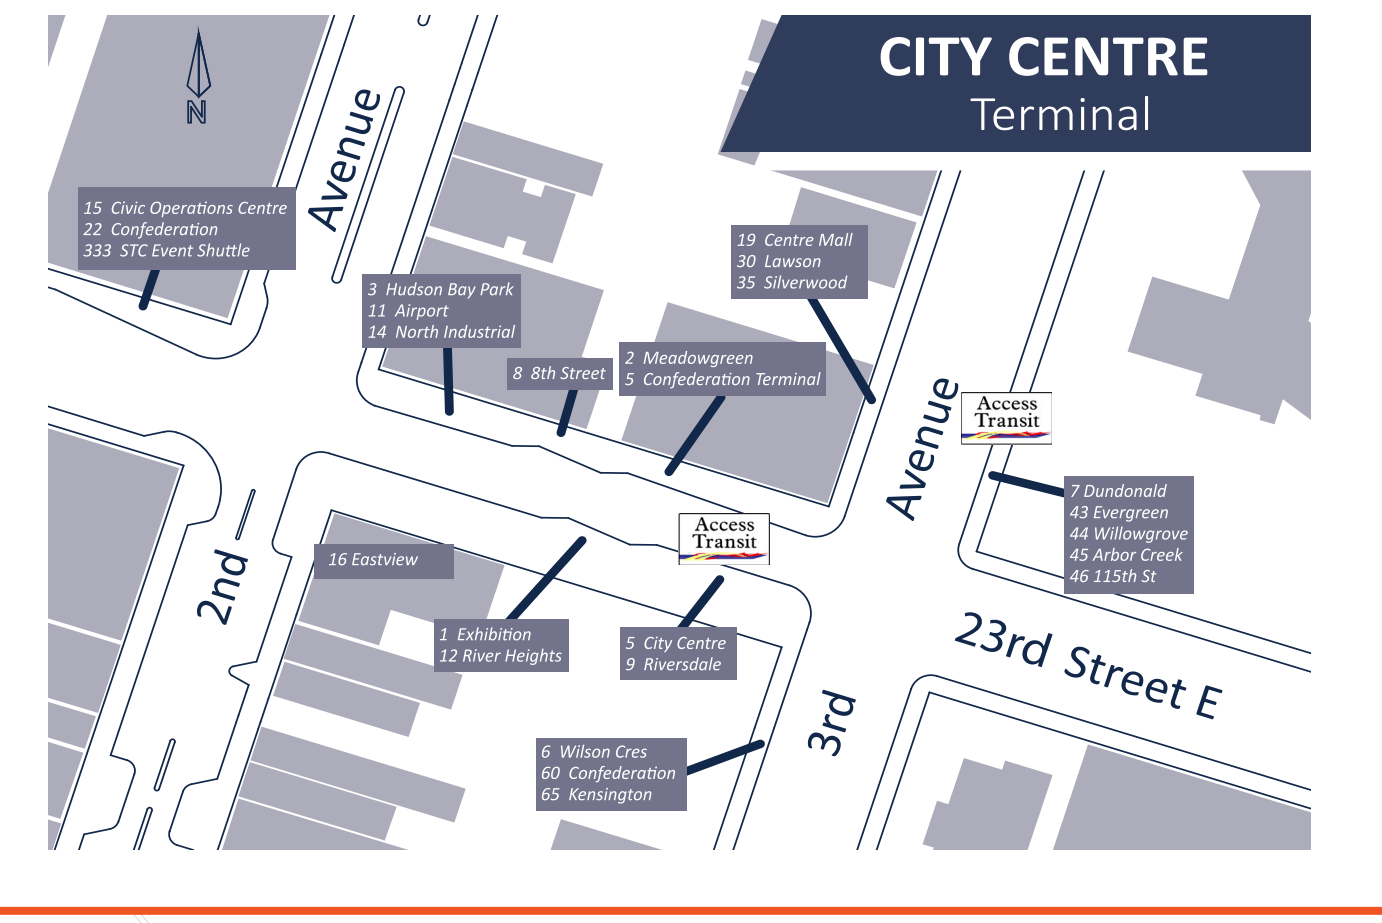 CITY CENTRE
Terminal
N
Avenue
15 Civic Operations Centre
22 Confederation
333 STC Event Shuttle
19 Centre Mall
30 Lawson
35 Silverwood
3 Hudson Bay Park
11 Airport
14 North Industrial
8 8th Street
2 Meadowgreen
5 Confederation Terminal
Avenue
Access
Transit
7 Dundonald
43 Evergreen
44 Willowgrove
45 Arbor Creek
46 115th St
Access
Transit
16 Eastview
2nd
1 Exhibition
12 River Heights
5 City Centre
9 Riversdale
23rd Street E
3rd
6 Wilson Cres
60 Confederation
65 Kensington